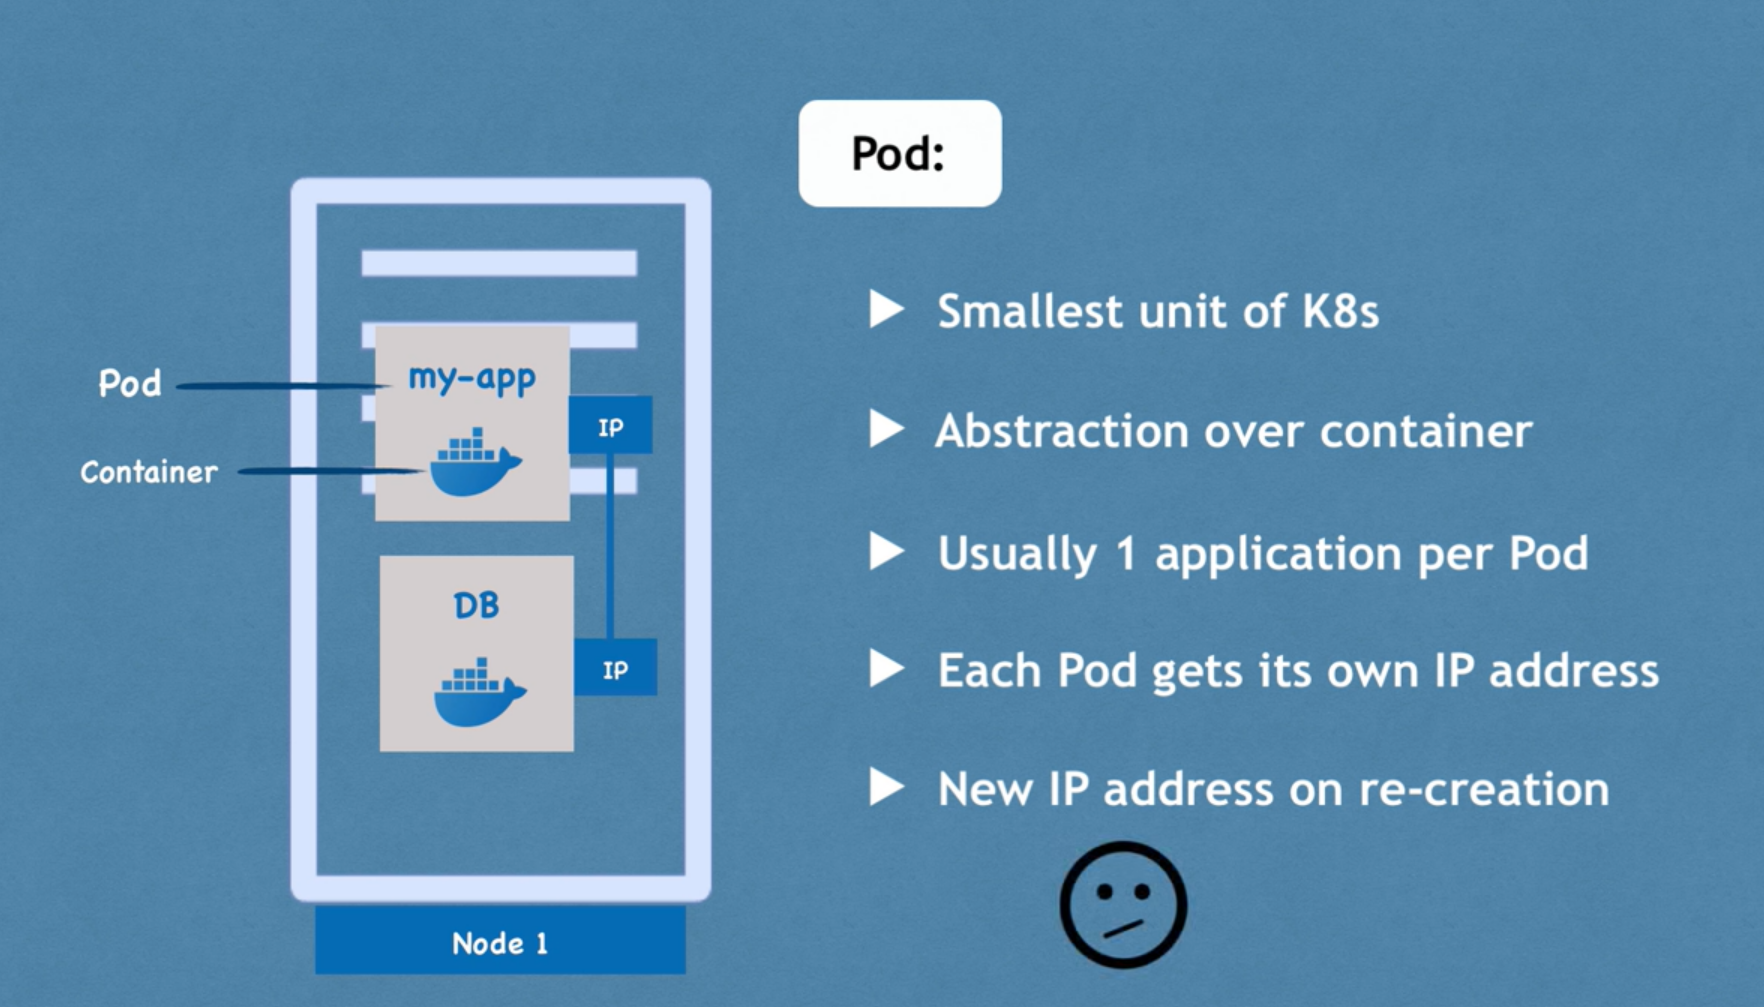 Pod:
Pod
Container
my-app
IP
DB
IP
Node 1
Smallest unit of K8s
Abstraction over container
Usually 1 application per Pod
Each Pod gets its own IP address
New IP address on re-creation